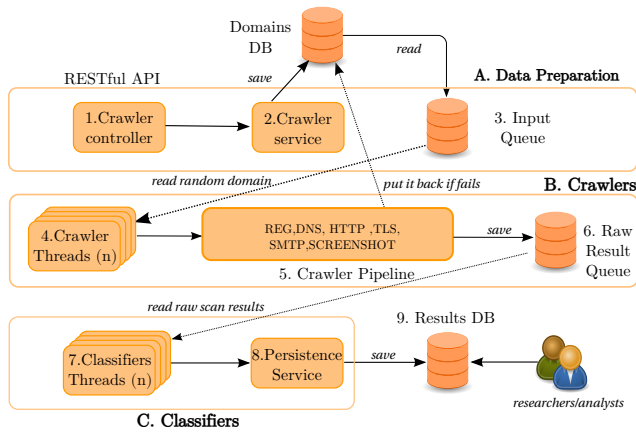 Domains
DB
read
A. Data Preparation
RESTful API
save
1.Crawler
controller
2.Crawler
service
3. Input
Queue
read random domain
put it back if fails
B. Crawlers
4.Crawler
Threads (n)
REG,DNS, HTTP ,TLS,
SMTP,SCREENSHOT
save
6. Raw
Result
Queue
5. Crawler Pipeline
read raw scan results
9. Results DB
7.Classifiers
Threads (n)
8.Persistence
Service
save
researchers/analysts
C. Classifiers